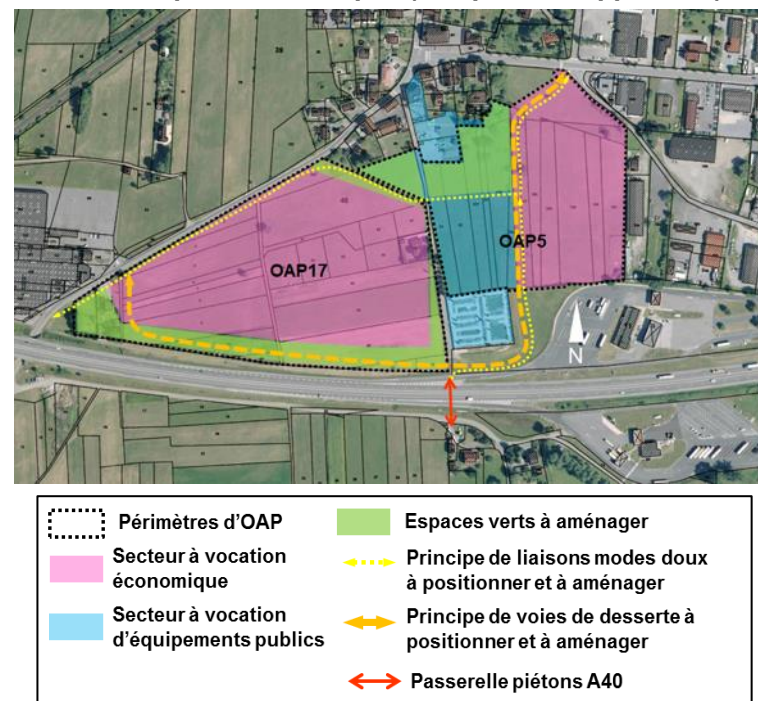 OAP17
OAP5
N
Périmètres d'OAP
Secteur à vocation
économique
Secteur à vocation
d'équipements publics
Espaces verts à aménager
Principe de liaisons modes doux
à positionner et à aménager
Principe de voies de desserte à
positionner et à aménager
Passerelle piétons A40